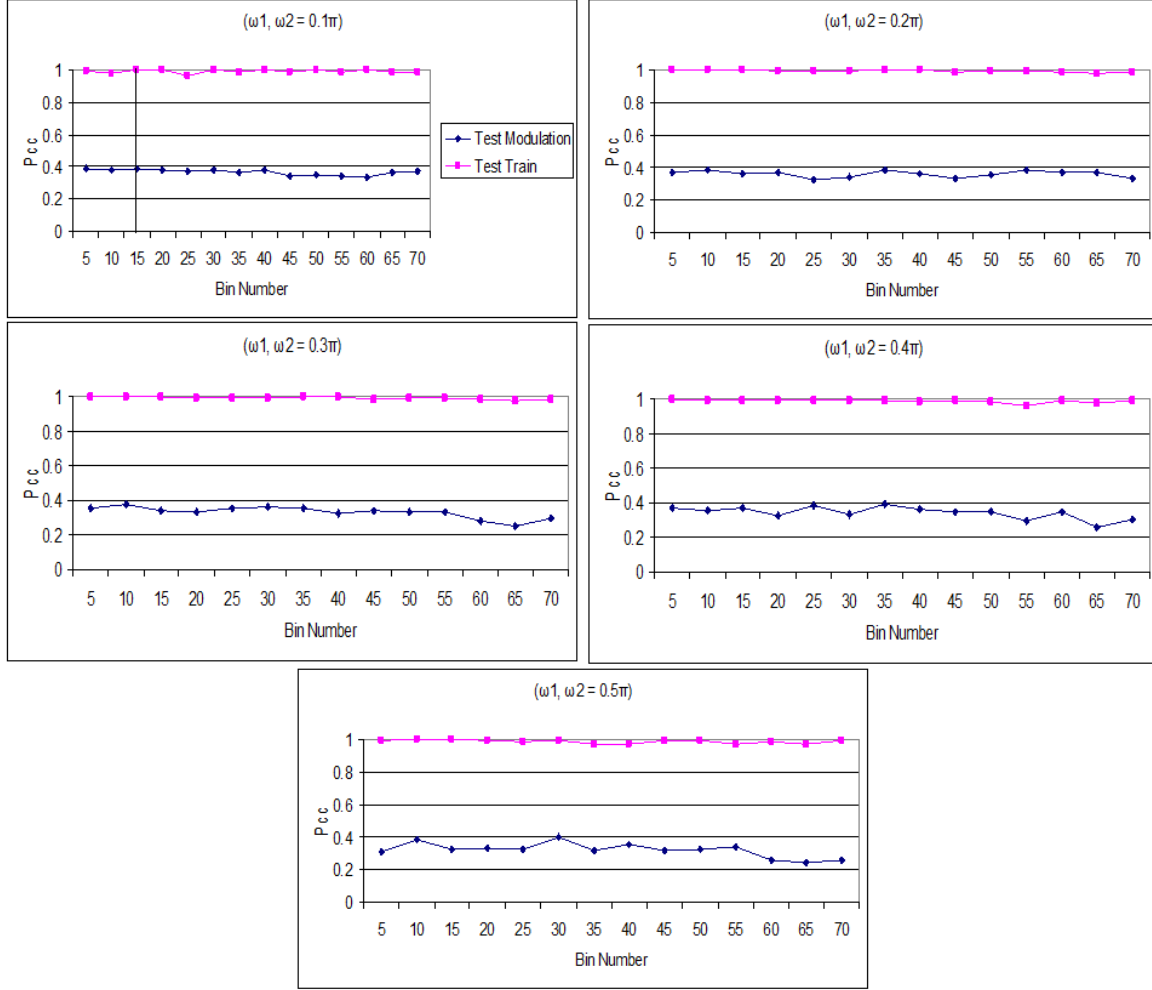 (ω1, ω2 = 0.1π)
1
0.8
0.6
0.4
0.2
0
Pcc
5 10 15 20 25 30 35 40 45 50 55 60 65 70
Bin Number
Test Modulation
Test Train
(ω1, ω2 = 0.2π)
1
0.8
0.6
0.4
0.2
0
Pcc
5 10 15 20 25 30 35 40 45 50 55 60 65 70
Bin Number
(ω1, ω2 = 0.3π)
1
0.8
0.6
0.4
0.2
0
Pcc
5 10 15 20 25 30 35 40 45 50 55 60 65 70
Bin Number
(ω1, ω2 = 0.4π)
1
0.8
0.6
0.4
0.2
0
Pcc
5 10 15 20 25 30 35 40 45 50 55 60 65 70
Bin Number
(ω1, ω2 = 0.5π)
1
0.8
0.6
0.4
0.2
0
Pcc
5 10 15 20 25 30 35 40 45 50 55 60 65 70
Bin Number